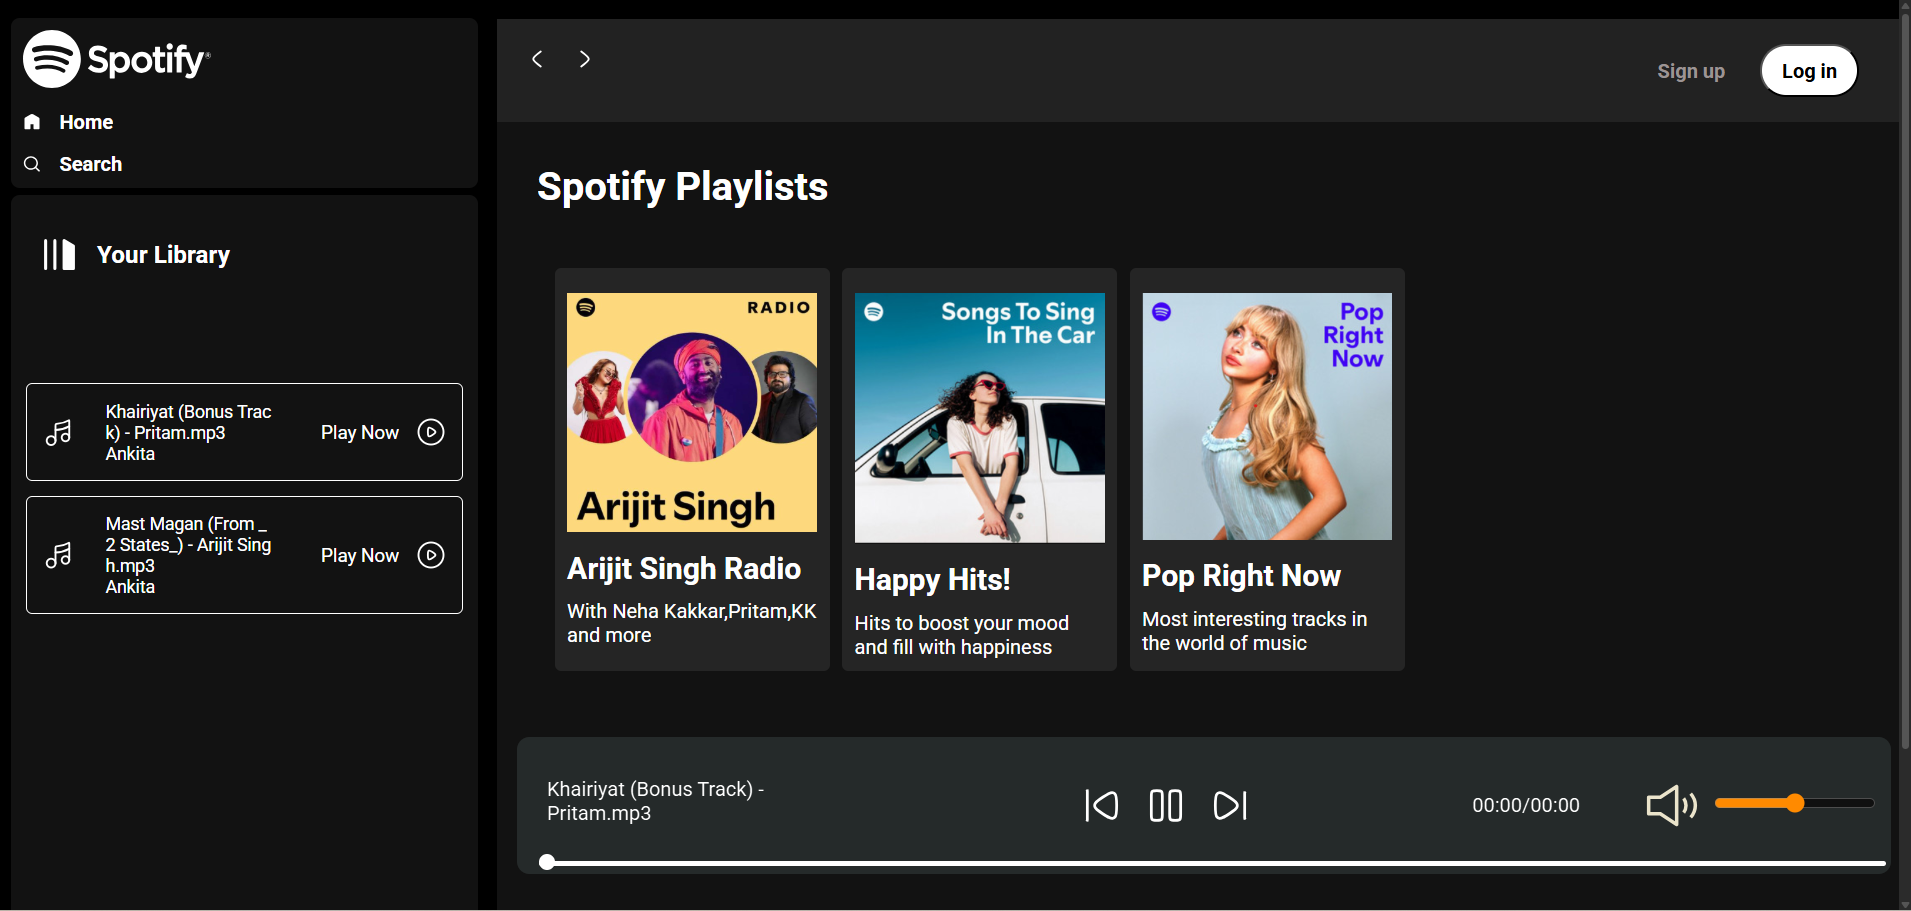 Spotify®
Home
Search
Your Library
Khairiyat (Bonus Trac
k) - Pritam.mp3
Ankita
Play Now
Mast Magan (From _
2 States_) - Arijit Sing
h.mp3
Ankita
Play Now
Sign up
Log in
Spotify Playlists
RADIO
Arijit Singh
Arijit Singh Radio
With Neha Kakkar,Pritam,KK
and more
Songs To Sing
In The Car
Happy Hits!
Hits to boost your mood
and fill with happiness
Pop
Right
Now
Pop Right Now
Most interesting tracks in
the world of music
Khairiyat (Bonus Track) -
Pritam.mp3
00:00/00:00